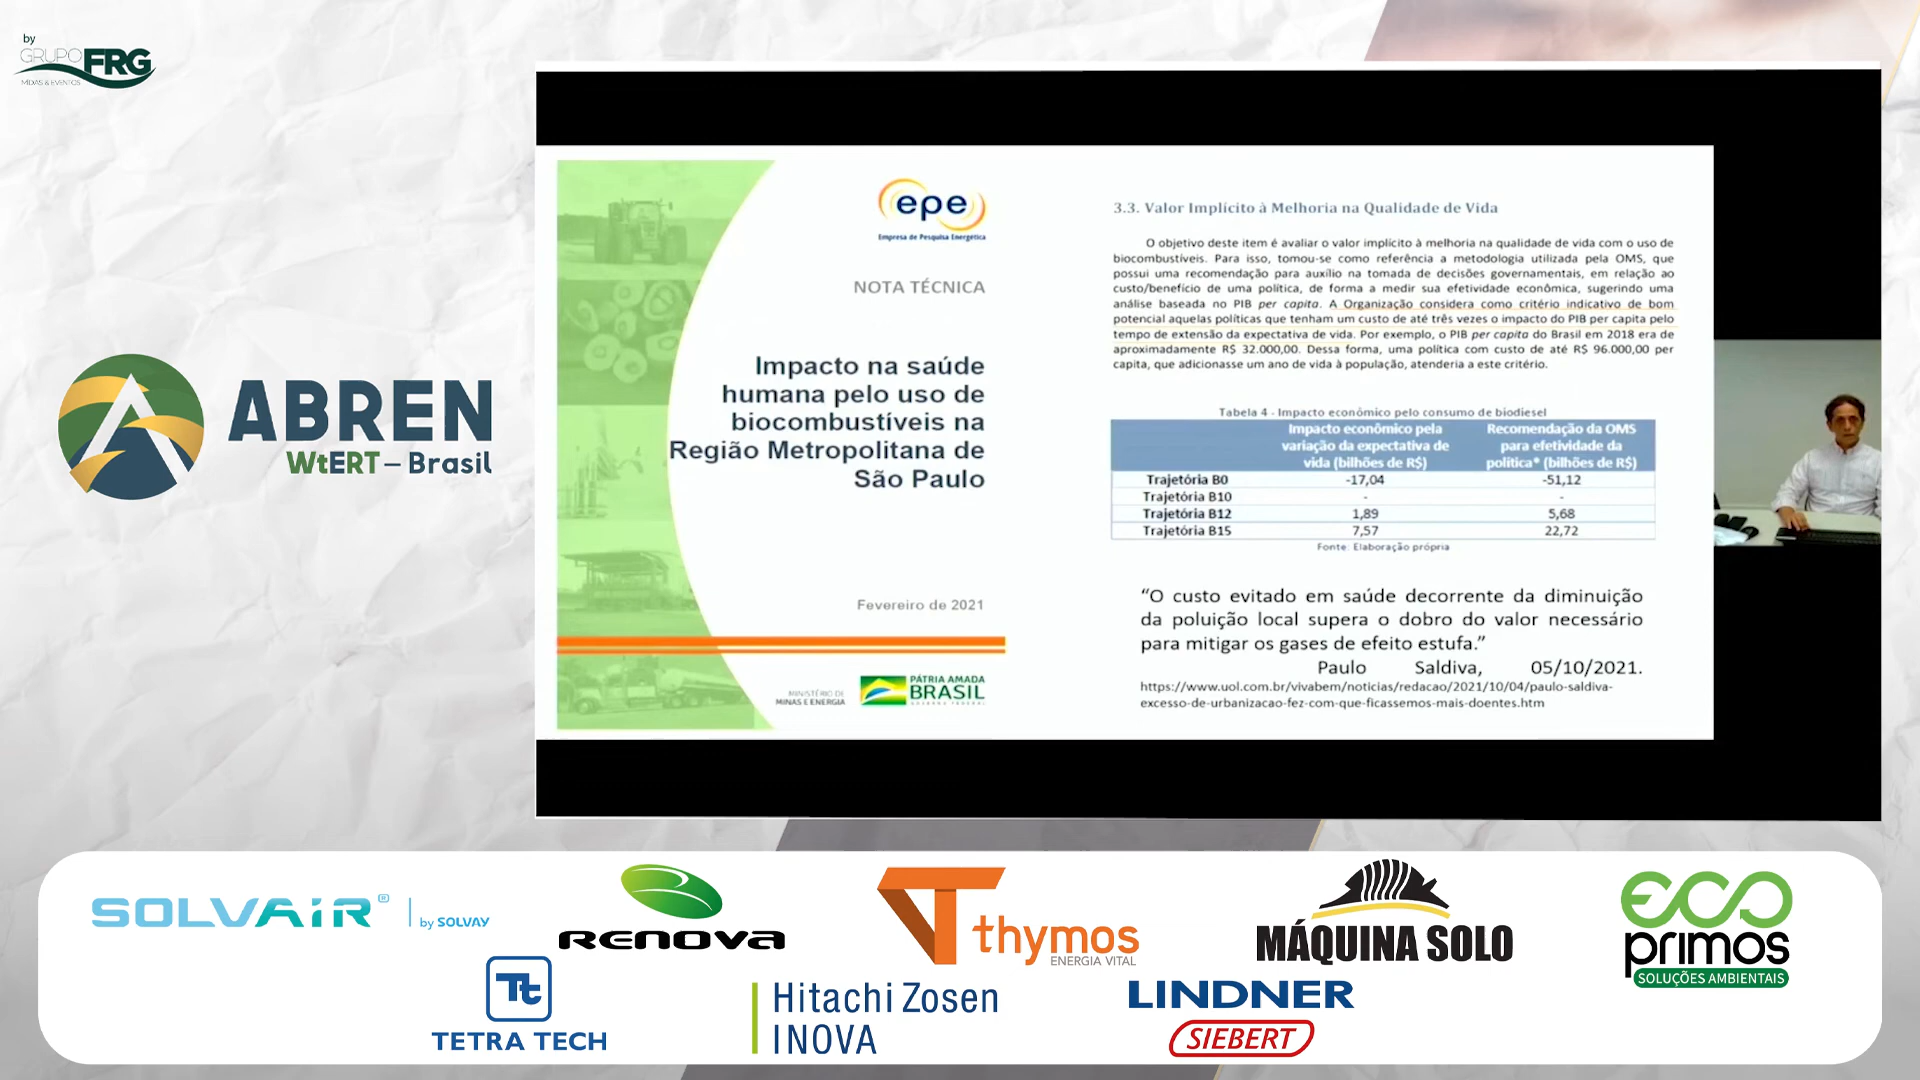 by
GRUPO FRG
MÍDIAS & EVENTOS
ABREN
WtERT – Brasil
epe
Empresa de Pesquisa Energética
NOTA TÉCNICA
Impacto na saúde
humana pelo uso de
biocombustíveis na
Região Metropolitana de
São Paulo
Fevereiro de 2021
MINISTÉRIO DE
MINAS E ENERGIA
PÁTRIA AMADA
BRASIL
GOVERNO FEDERAL
3.3. Valor Implícito à Melhoria na Qualidade de Vida
O objetivo deste item é avaliar o valor implícito à melhoria na qualidade de vida com o uso de
biocombustíveis. Para isso, tomou-se como referência a metodologia utilizada pela OMS, que
possui uma recomendação para auxílio na tomada de decisões governamentais, em relação ao
custo/benefício de uma política, de forma a medir sua efetividade econômica, sugerindo uma
análise baseada no PIB per capita. A Organização considera como critério indicativo de bom
potencial aquelas políticas que tenham um custo de até três vezes o impacto do PIB per capita pelo
tempo de extensão da expectativa de vida. Por exemplo, o PIB per capita do Brasil em 2018 era de
aproximadamente R$ 32.000,00. Dessa forma, uma política com custo de até R$ 96.000,00 per
capita, que adicionasse um ano de vida à população, atenderia a este critério.
Tabela 4 - Impacto econômico pelo consumo de biodiesel
Impacto econômico pela variação da expectativa de vida (bilhões de R$) Recomendação da OMS para efetividade da política* (bilhões de R$)
Trajetória B0 -17,04 -51,12
Trajetória B10 - -
Trajetória B12 1,89 5,68
Trajetória B15 7,57 22,72
Fonte: Elaboração própria
“O custo evitado em saúde decorrente da diminuição
da poluição local supera o dobro do valor necessário
para mitigar os gases de efeito estufa.”
Paulo Saldiva, 05/10/2021.
https://www.uol.com.br/vivabem/noticias/redacao/2021/10/04/paulo-saldiva-
excesso-de-urbanizacao-fez-com-que-ficassemos-mais-doentes.htm
SOLVAIR® | by SOLVAY
RENOVA
thymos
ENERGIA VITAL
MÁQUINA SOLO
ECO
primos
SOLUÇÕES AMBIENTAIS
Tt
TETRA TECH
Hitachi Zosen
INOVA
LINDNER
SIEBERT